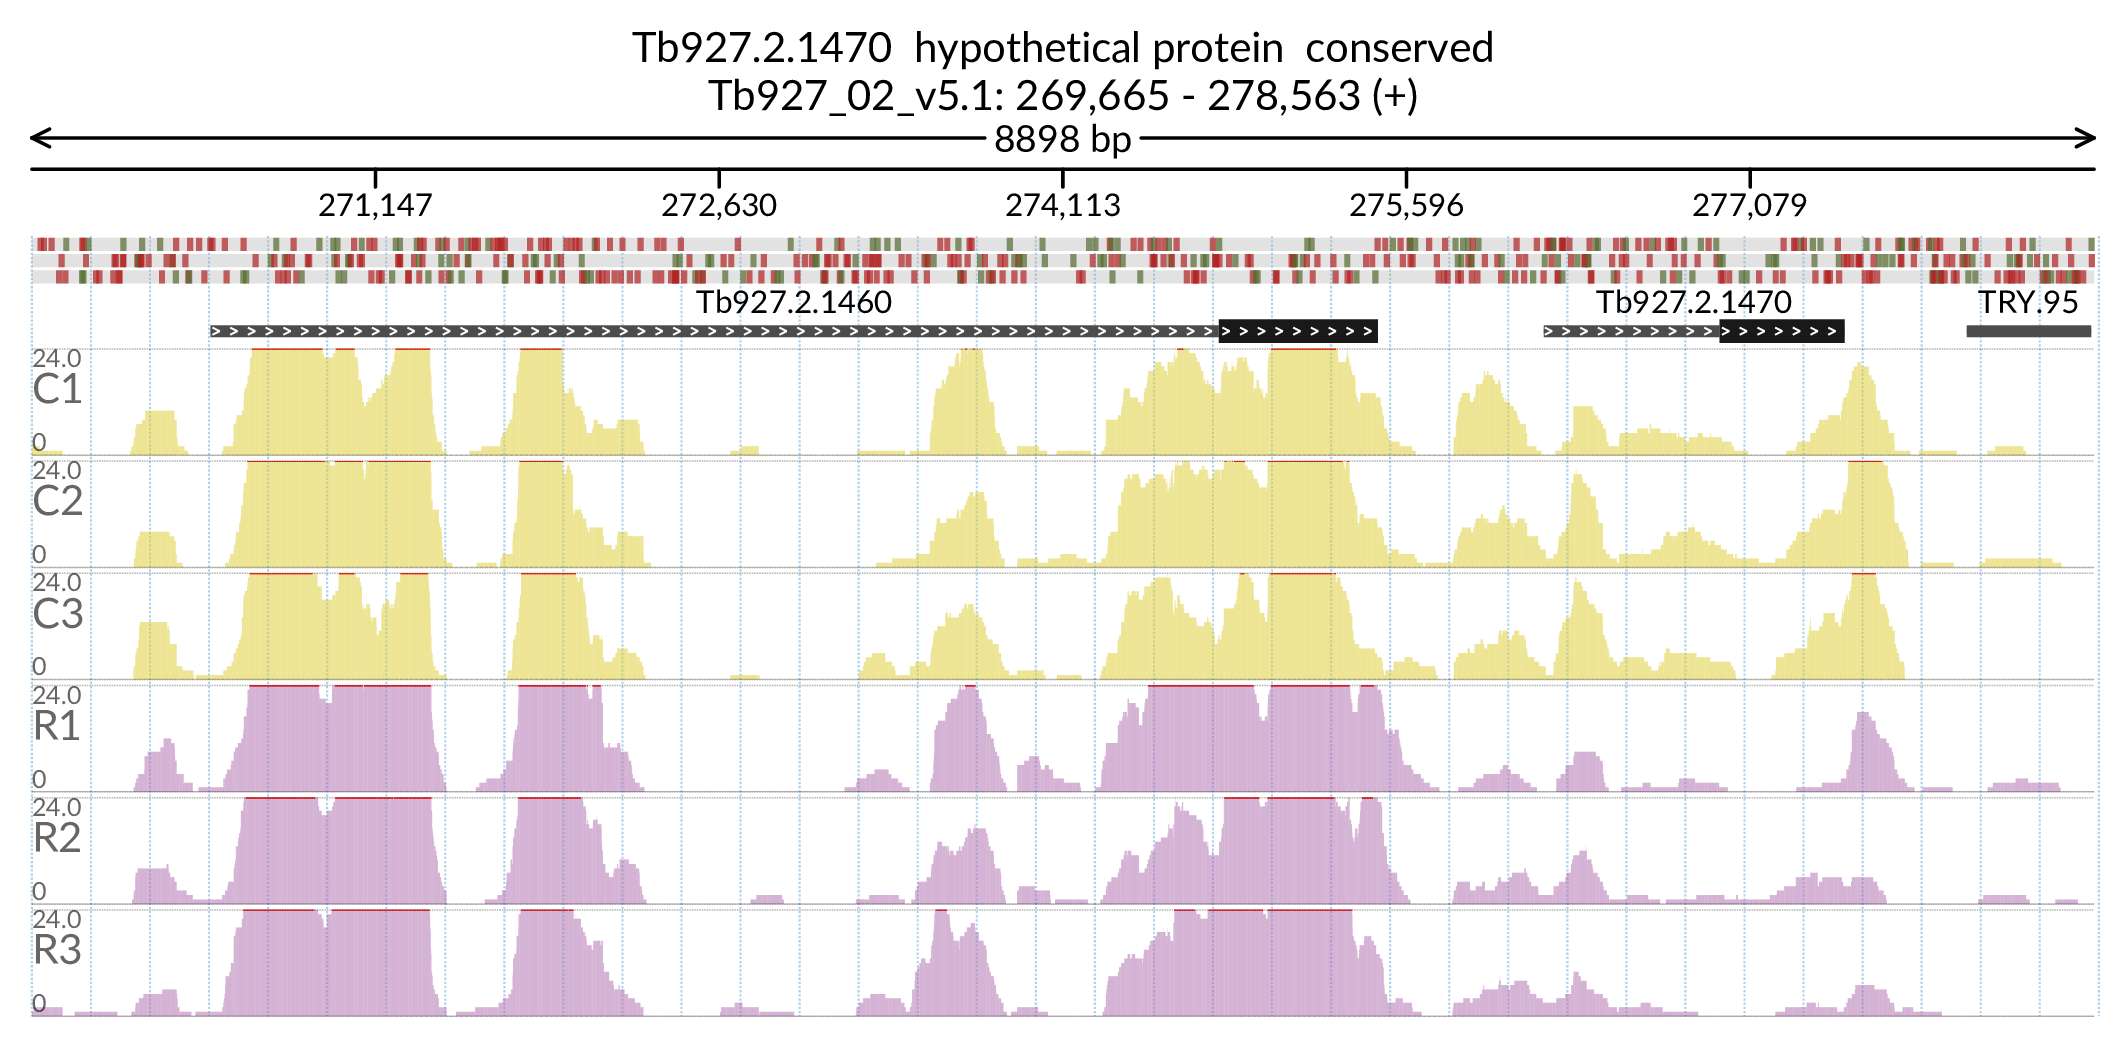 Tb927.2.1470  hypothetical protein  conserved
Tb927_02_v5.1: 269,665 - 278,563 (+)
8898 bp
271,147 272,630 274,113 275,596 277,079
Tb927.2.1460 Tb927.2.1470 TRY.95
24.0
C1
0
24.0
C2
0
24.0
C3
0
24.0
R1
0
24.0
R2
0
24.0
R3
0